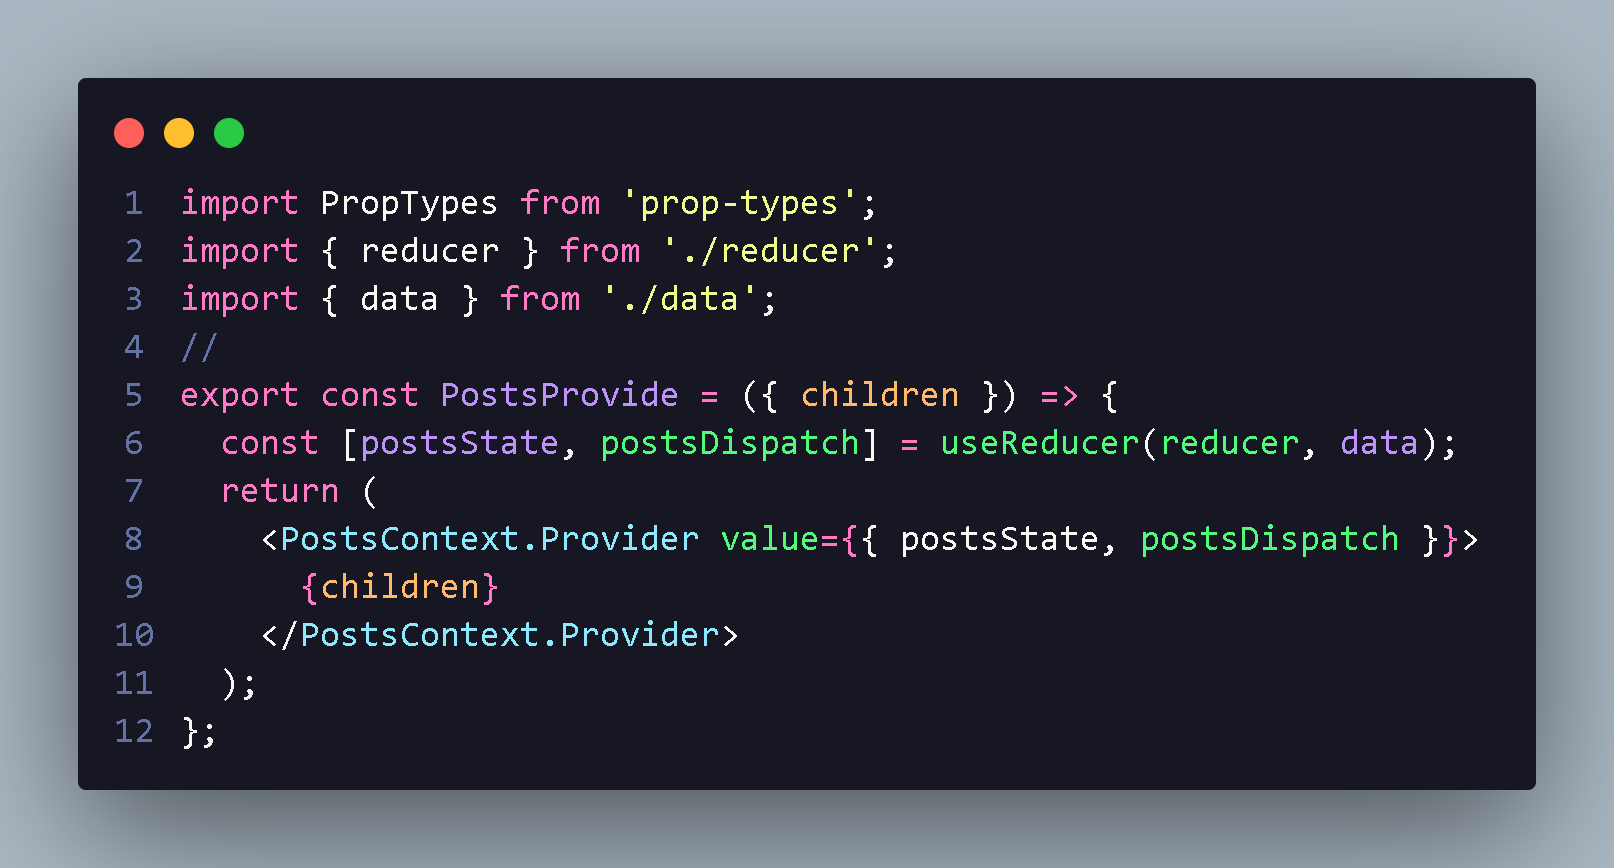 1 import PropTypes from 'prop-types';
2 import { reducer } from './reducer';
3 import { data } from './data';
4 //
5 export const PostsProvide = ({ children }) => {
6   const [postsState, postsDispatch] = useReducer(reducer, data);
7   return (
8     <PostsContext.Provider value={{ postsState, postsDispatch }}>
9       {children}
10     </PostsContext.Provider>
11   );
12 };